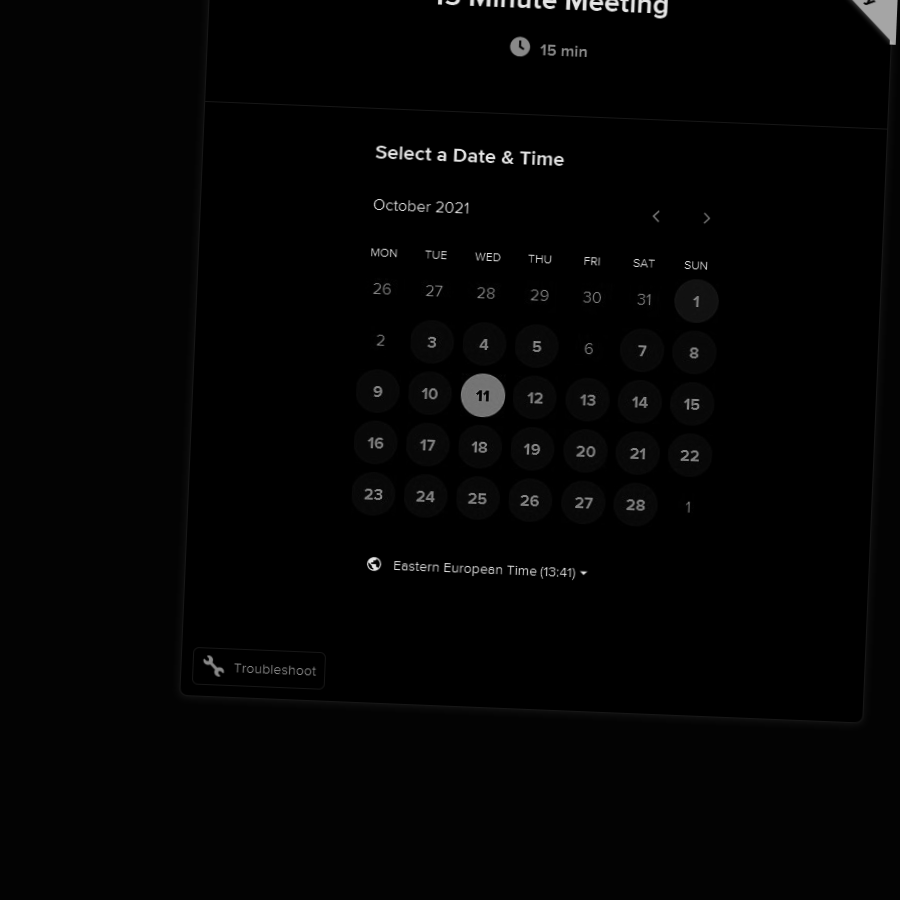 15 Minute Meeting
15 min
Select a Date & Time
October 2021
MON TUE WED THU FRI SAT SUN
26 27 28 29 30 31 1
2 3 4 5 6 7 8
9 10 11 12 13 14 15
16 17 18 19 20 21 22
23 24 25 26 27 28 1
Eastern European Time (13:41)
Troubleshoot